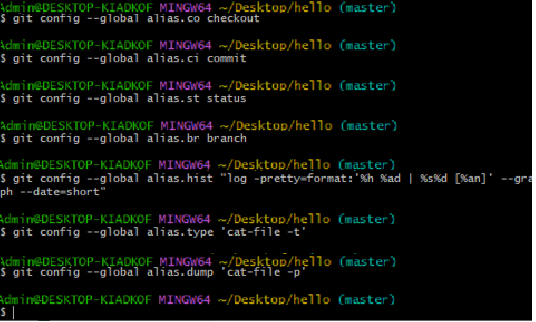 Admin@DESKTOP-KIADKOF MINGW64 ~/Desktop/hello (master)
$ git config --global alias.co checkout
Admin@DESKTOP-KIADKOF MINGW64 ~/Desktop/hello (master)
$ git config --global alias.ci commit
Admin@DESKTOP-KIADKOF MINGW64 ~/Desktop/hello (master)
$ git config --global alias.st status
Admin@DESKTOP-KIADKOF MINGW64 ~/Desktop/hello (master)
$ git config --global alias.br branch
Admin@DESKTOP-KIADKOF MINGW64 ~/Desktop/hello (master)
$ git config --global alias.hist "log -pretty=format:'%h %ad | %s%d [%an]' --gra
ph --date=short"
Admin@DESKTOP-KIADKOF MINGW64 ~/Desktop/hello (master)
$ git config --global alias.type 'cat-file -t'
Admin@DESKTOP-KIADKOF MINGW64 ~/Desktop/hello (master)
$ git config --global alias.dump 'cat-file -p'
Admin@DESKTOP-KIADKOF MINGW64 ~/Desktop/hello (master)
$